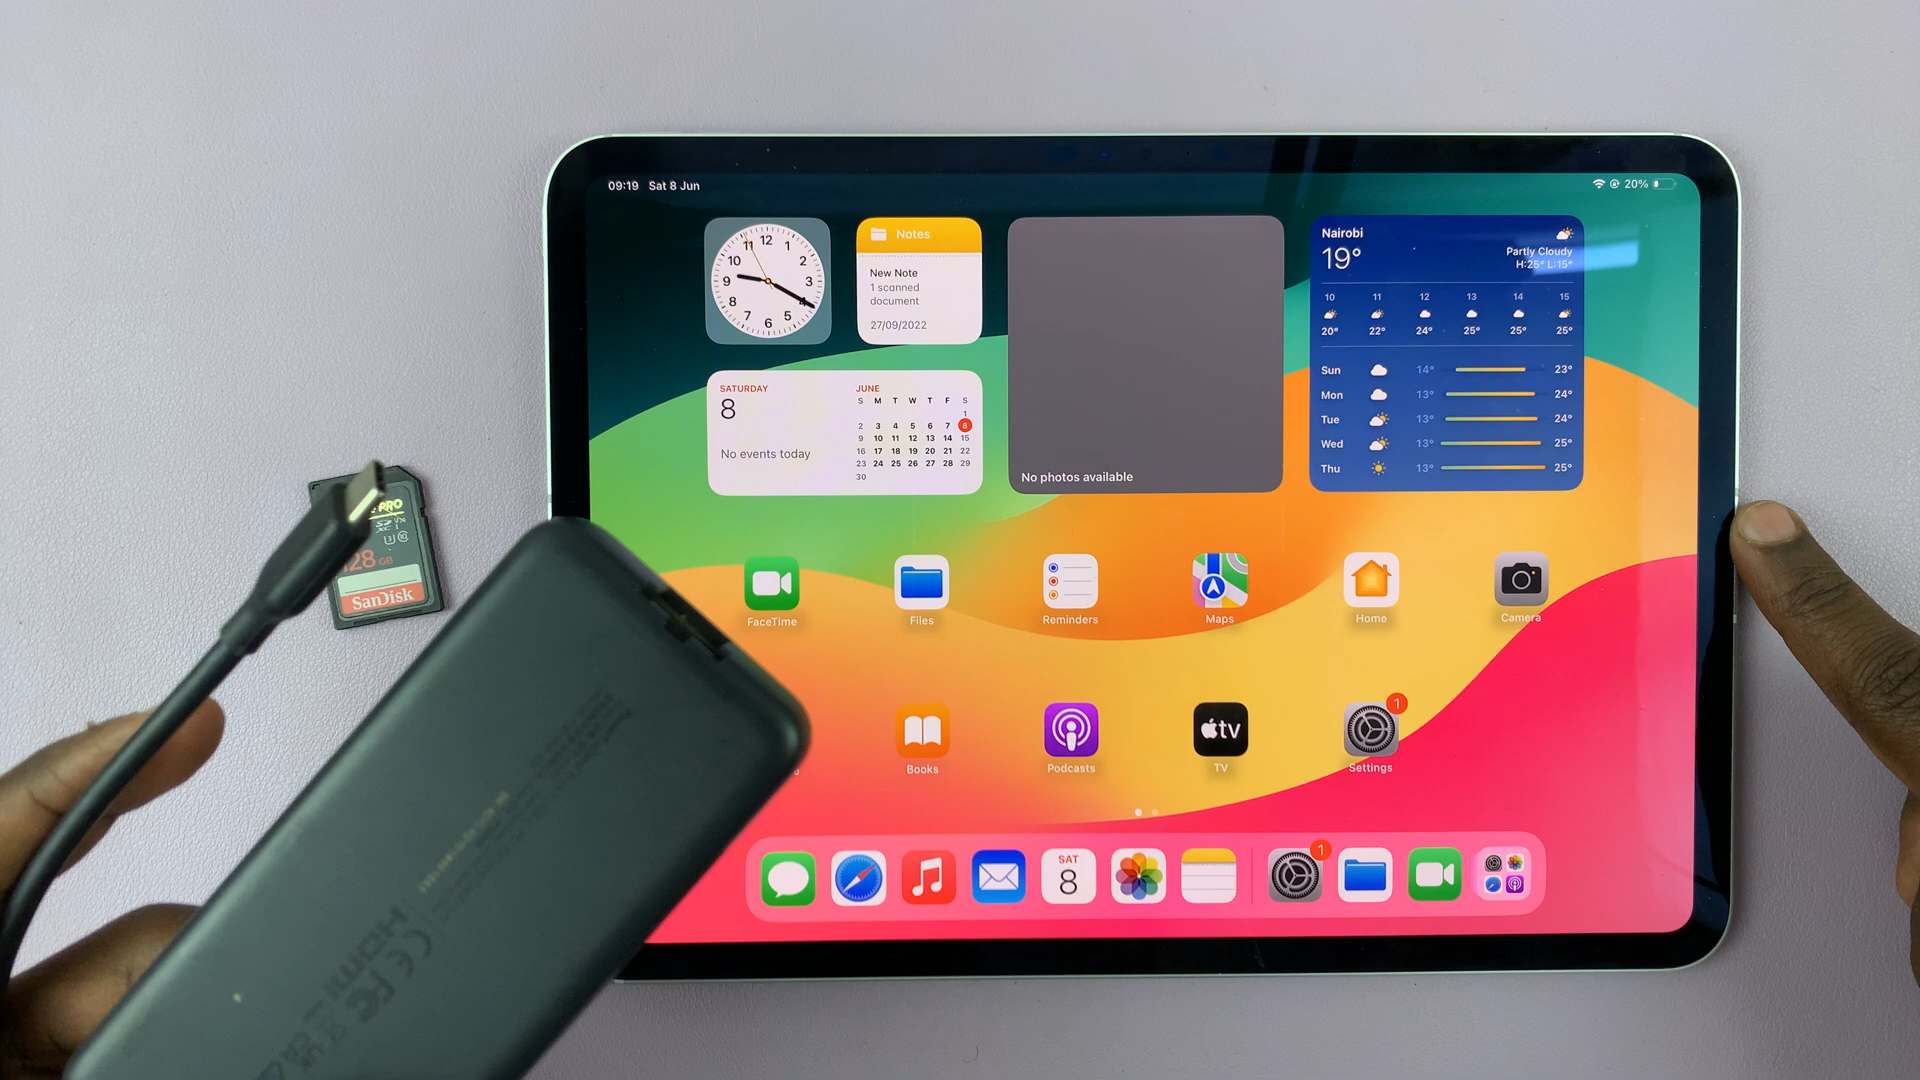 09:19 Sat 8 Jun
20%
12
1
2
3
4
5
6
7
8
9
10
11
Notes
New Note
1 scanned
document
27/09/2022
No photos available
Nairobi
19°
Partly Cloudy
H:25° L:15°
10 11 12 13 14 15
20° 22° 24° 25° 25° 25°
Sun 14° 23°
Mon 13° 24°
Tue 13° 24°
Wed 13° 25°
Thu 13° 25°
SATURDAY
8
No events today
JUNE
S M T W T F S
1
2 3 4 5 6 7 8
9 10 11 12 13 14 15
16 17 18 19 20 21 22
23 24 25 26 27 28 29
30
PRO
GB
SanDisk
FaceTime
Files
Reminders
Maps
Home
Camera
Books
Podcasts
tv
TV
1
Settings
SAT
8
1
HDMI
CE FC